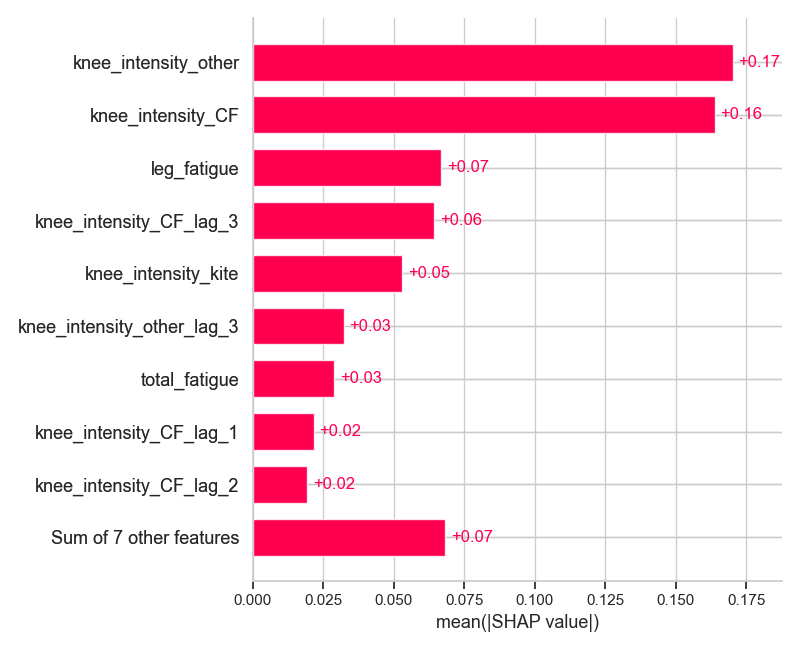 knee_intensity_other +0.17
knee_intensity_CF +0.16
leg_fatigue +0.07
knee_intensity_CF_lag_3 +0.06
knee_intensity_kite +0.05
knee_intensity_other_lag_3 +0.03
total_fatigue +0.03
knee_intensity_CF_lag_1 +0.02
knee_intensity_CF_lag_2 +0.02
Sum of 7 other features +0.07
0.000 0.025 0.050 0.075 0.100 0.125 0.150 0.175
mean(|SHAP value|)